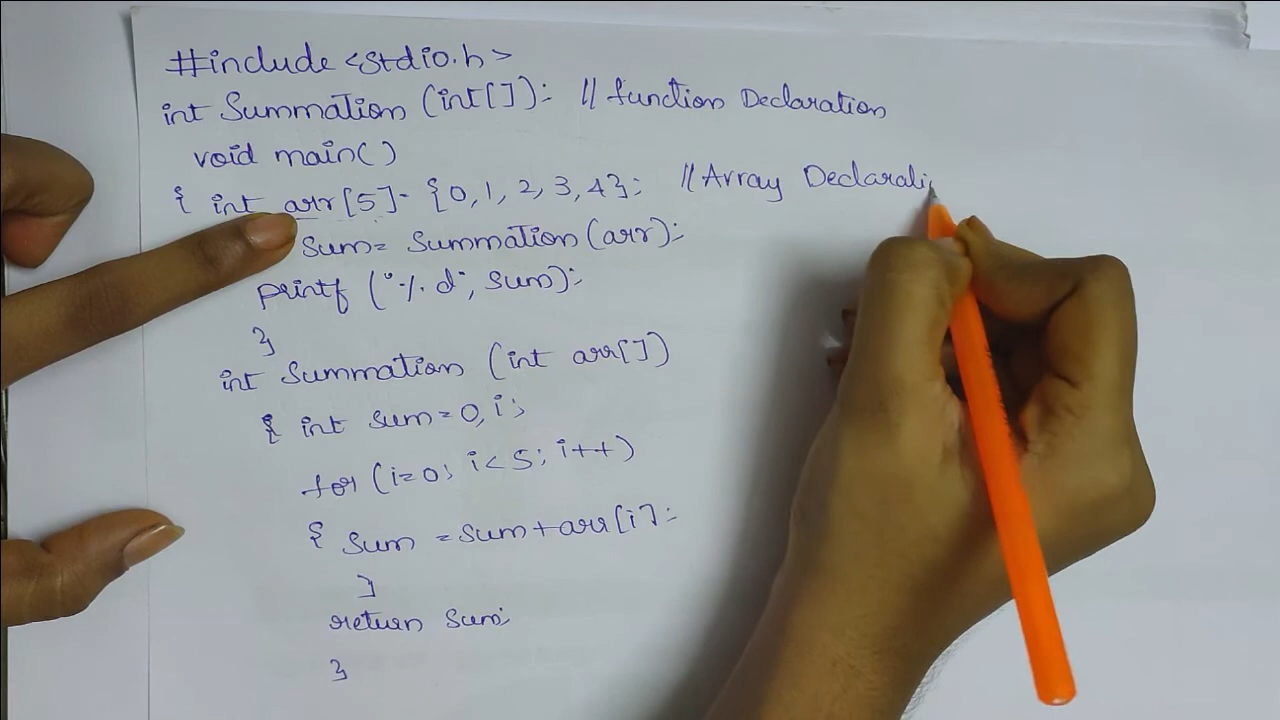 #include <stdio.h>
int Summation (int[]); // function Declaration
void main()
{ int arr[5]= {0, 1, 2, 3, 4}; // Array Declarati
sum= Summation (arr);
printf ("%d", sum);
}
int Summation (int arr[])
{ int sum=0, i;
for (i=0; i<5; i++)
{ sum =sum+arr[i];
}
return sum;
}